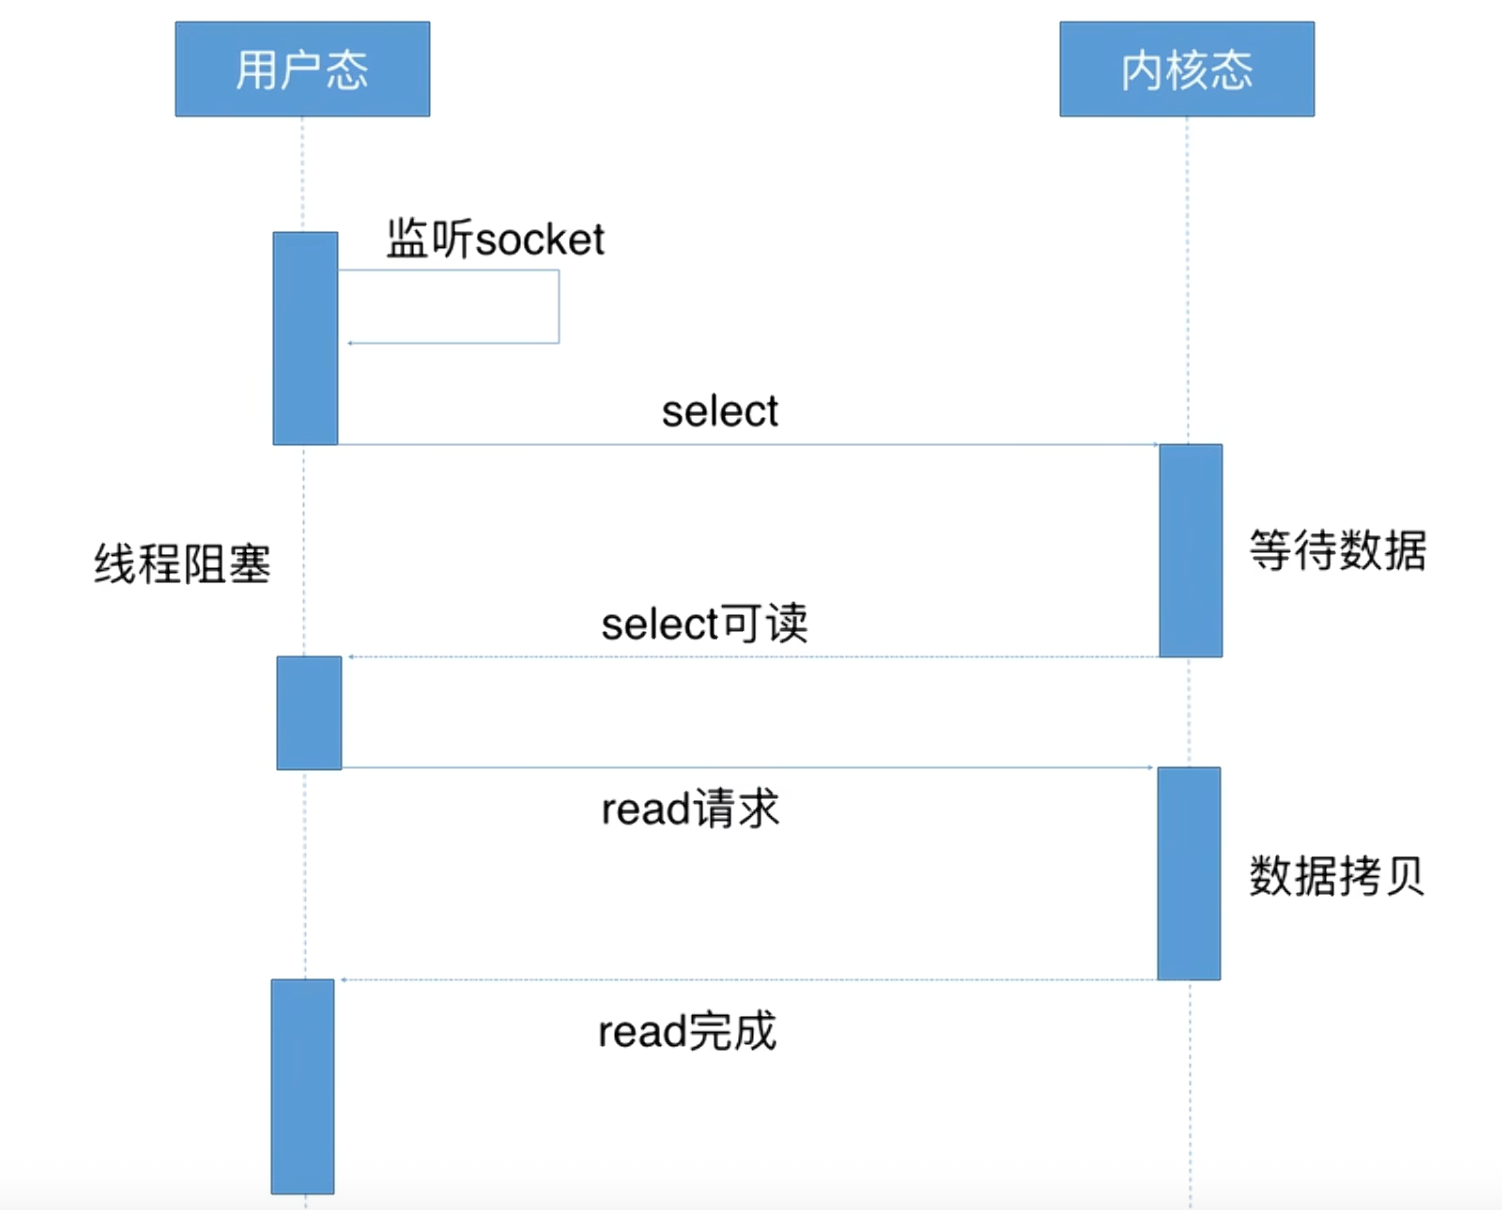 用户态
内核态
监听socket
select
线程阻塞
等待数据
select可读
read请求
数据拷贝
read完成